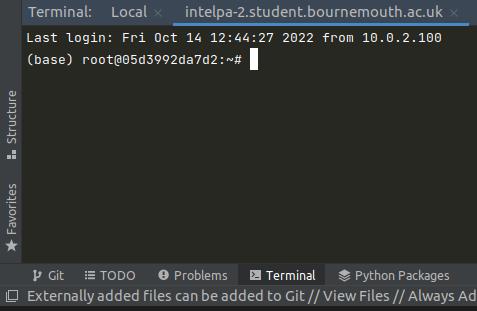 Terminal: Local × intelpa-2.student.bournemouth.ac.uk ×
Last login: Fri Oct 14 12:44:27 2022 from 10.0.2.100
(base) root@05d3992da7d2:~#
Structure
Favorites
Git TODO Problems Terminal Python Packages
Externally added files can be added to Git // View Files // Always Ad